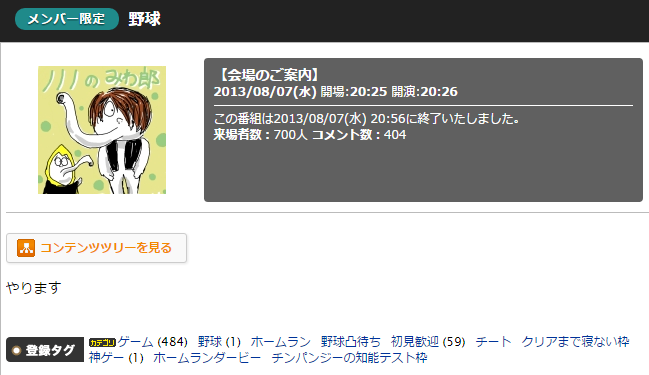 メンバー限定 野球
ノノノのみわ郎
【会場のご案内】
2013/08/07(水) 開場:20:25 開演:20:26
この番組は2013/08/07(水) 20:56に終了いたしました。
来場者数：700人 コメント数：404
コンテンツツリーを見る
やります
登録タグ カテゴリ ゲーム (484) 野球 (1) ホームラン 野球凸待ち 初見歓迎 (59) チート クリアまで寝ない枠
神ゲー (1) ホームランダービー チンパンジーの知能テスト枠